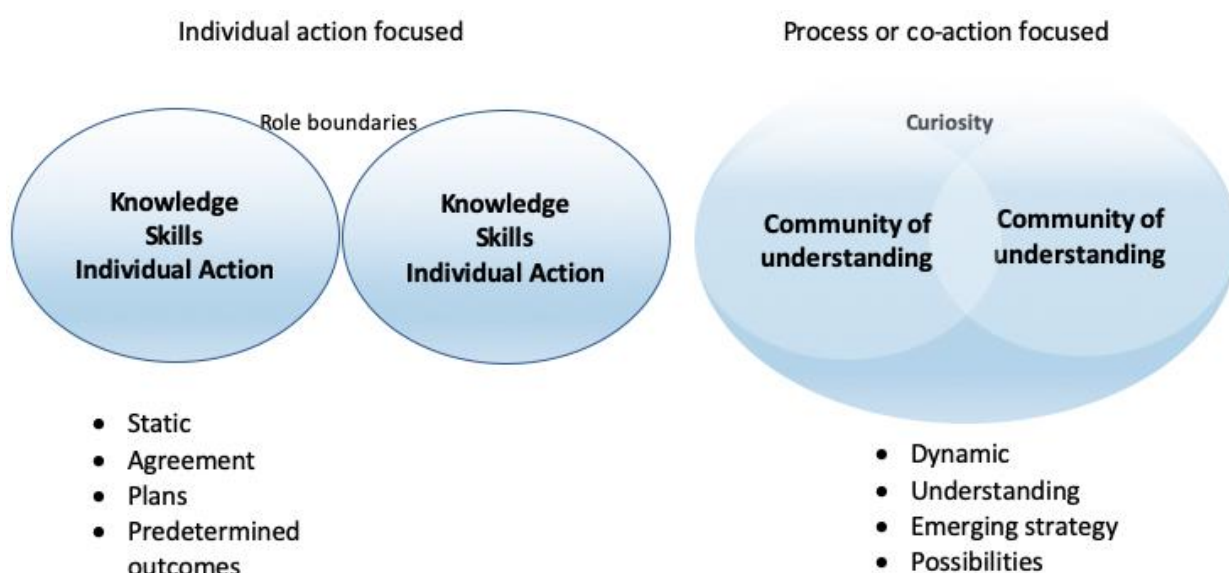 Individual action focused
Role boundaries
Knowledge
Skills
Individual Action
Knowledge
Skills
Individual Action
• Static
• Agreement
• Plans
• Predetermined
outcomes
Process or co-action focused
Curiosity
Community of
understanding
Community of
understanding
• Dynamic
• Understanding
• Emerging strategy
• Possibilities